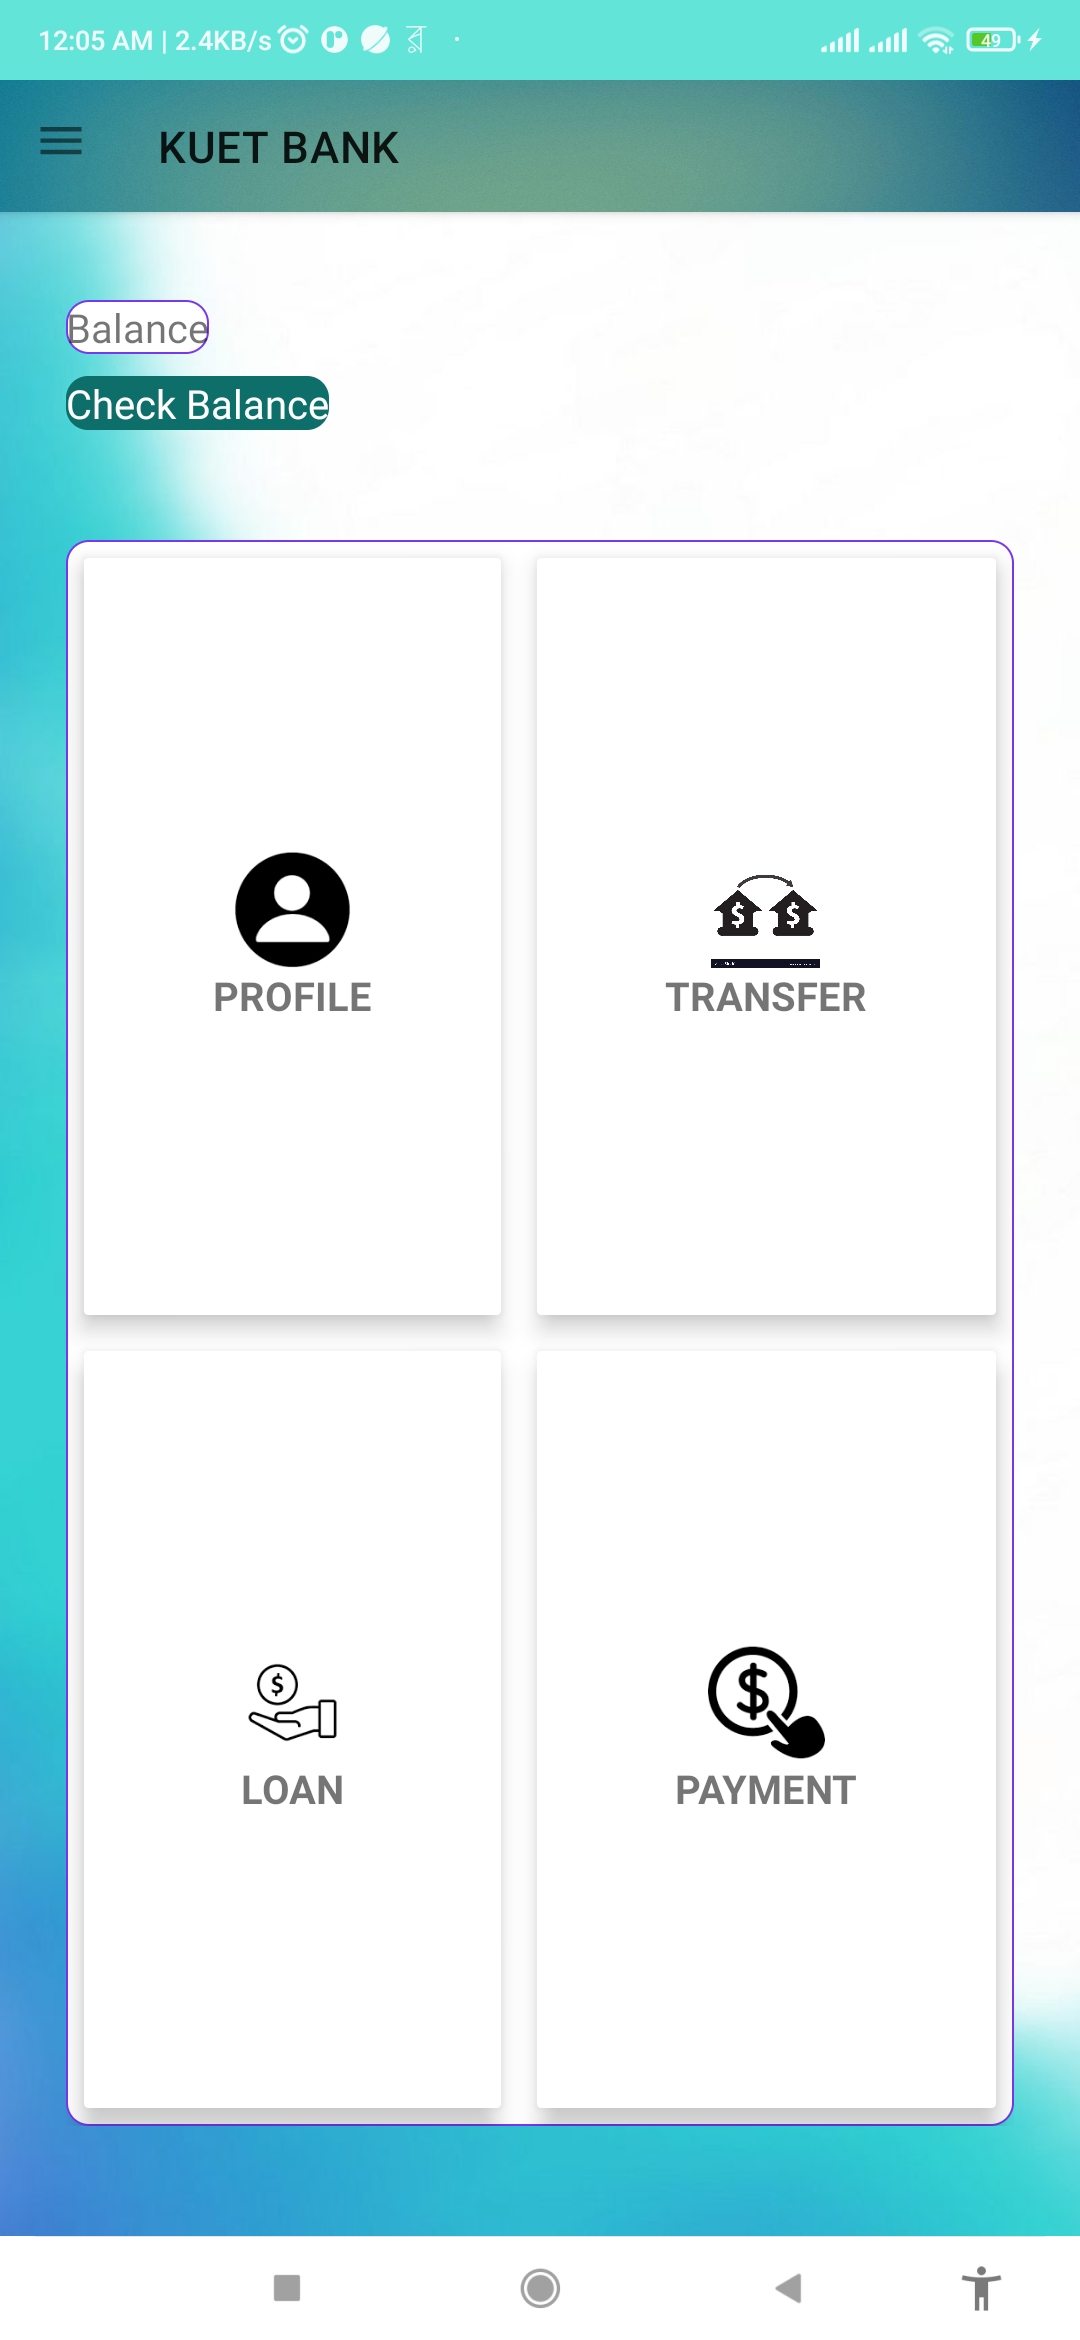 12:05 AM | 2.4KB/s
49
KUET BANK
Balance
Check Balance
PROFILE
TRANSFER
LOAN
PAYMENT